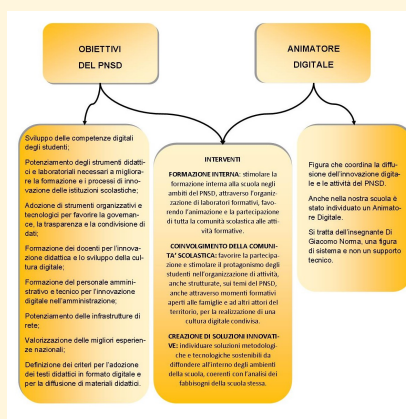 OBIETTIVI
DEL PNSD
ANIMATORE
DIGITALE
Sviluppo delle competenze digitali
degli studenti;
Potenziamento degli strumenti didatti-
ci e laboratoriali necessari a migliora-
re la formazione e i processi di inno-
vazione delle istituzioni scolastiche;
Adozione di strumenti organizzativi e
tecnologici per favorire la governan-
ce, la trasparenza e la condivisione di
dati;
Formazione dei docenti per l'innova-
zione didattica e lo sviluppo della cul-
tura digitale;
Formazione del personale ammini-
strativo e tecnico per l'innovazione
digitale nell'amministrazione;
Potenziamento delle infrastrutture di
rete;
Valorizzazione delle migliori esperien-
ze nazionali;
Definizione dei criteri per l'adozione
dei testi didattici in formato digitale e
per la diffusione di materiali didattici.
INTERVENTI
FORMAZIONE INTERNA: stimolare la
formazione interna alla scuola negli
ambiti del PNSD, attraverso l'organiz-
zazione di laboratori formativi, favo-
rendo l'animazione e la partecipazione
di tutta la comunità scolastica alle atti-
vità formative.
COINVOLGIMENTO DELLA COMUNI-
TA' SCOLASTICA: favorire la parteci-
pazione e stimolare il protagonismo degli
studenti nell'organizzazione di attività,
anche strutturate, sui temi del PNSD,
anche attraverso momenti formativi
aperti alle famiglie e ad altri attori del
territorio, per la realizzazione di una
cultura digitale condivisa.
CREAZIONE DI SOLUZIONI INNOVATI-
VE: individuare soluzioni metodologi-
che e tecnologiche sostenibili da
diffondere all'interno degli ambienti
della scuola, coerenti con l'analisi dei
fabbisogni della scuola stessa.
Figura che coordina la diffu-
sione dell'innovazione digita-
le e le attività del PNSD.
Anche nella nostra scuola è
stato individuato un Animato-
re Digitale.
Si tratta dell'insegnante Di
Giacomo Norma, una figura
di sistema e non un supporto
tecnico.